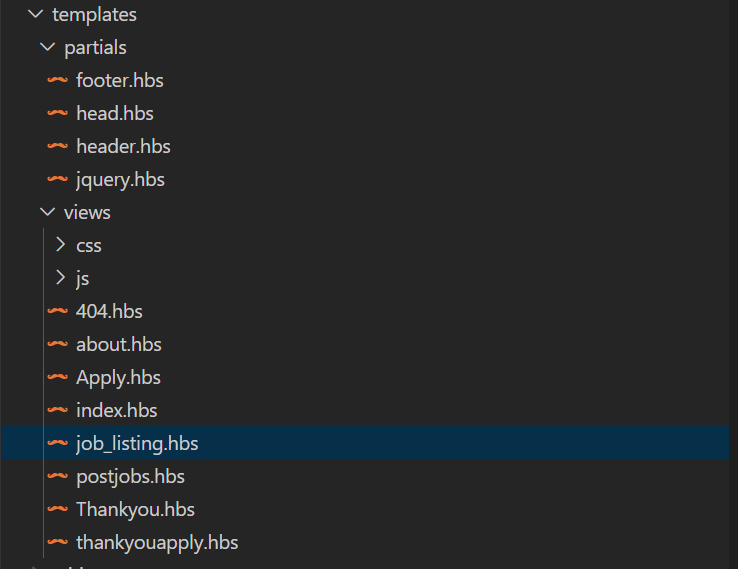 templates
partials
footer.hbs
head.hbs
header.hbs
jquery.hbs
views
css
js
404.hbs
about.hbs
Apply.hbs
index.hbs
job_listing.hbs
postjobs.hbs
Thankyou.hbs
thankyouapply.hbs